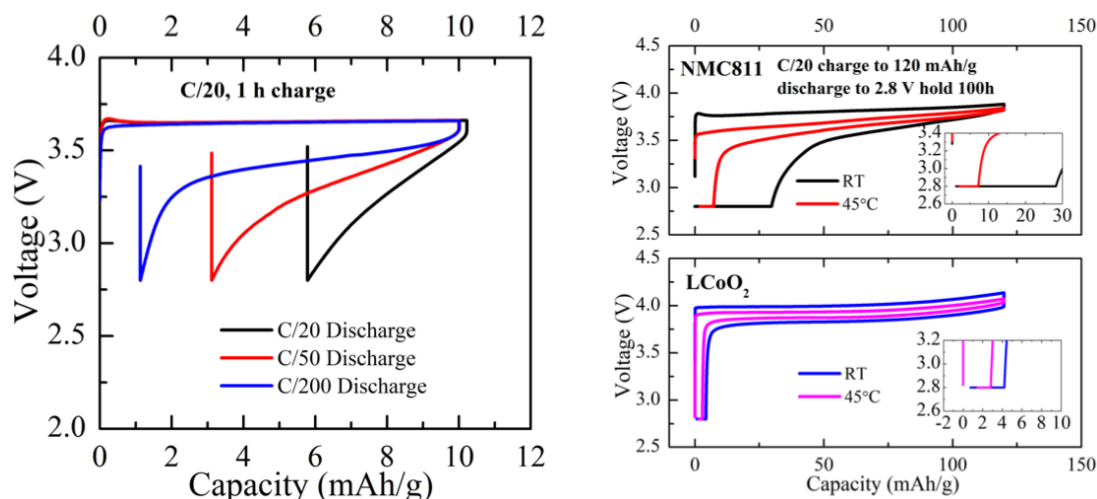 0 2 4 6 8 10 12
4.0
C/20, 1 h charge
3.5
3.0
2.5
2.0
Voltage (V)
C/20 Discharge
C/50 Discharge
C/200 Discharge
0 2 4 6 8 10 12
Capacity (mAh/g)
0 50 100 150
4.5
NMC811
C/20 charge to 120 mAh/g
discharge to 2.8 V hold 100h
4.0
3.5
3.0
2.5
Voltage (V)
RT
45°C
3.4
3.2
3.0
2.8
2.6
0 10 20 30
4.5
LCoO₂
4.0
3.5
3.0
2.5
Voltage (V)
RT
45°C
3.2
3.0
2.8
2.6
-2 0 2 4 6 8 10
0 50 100 150
Capacity (mAh/g)